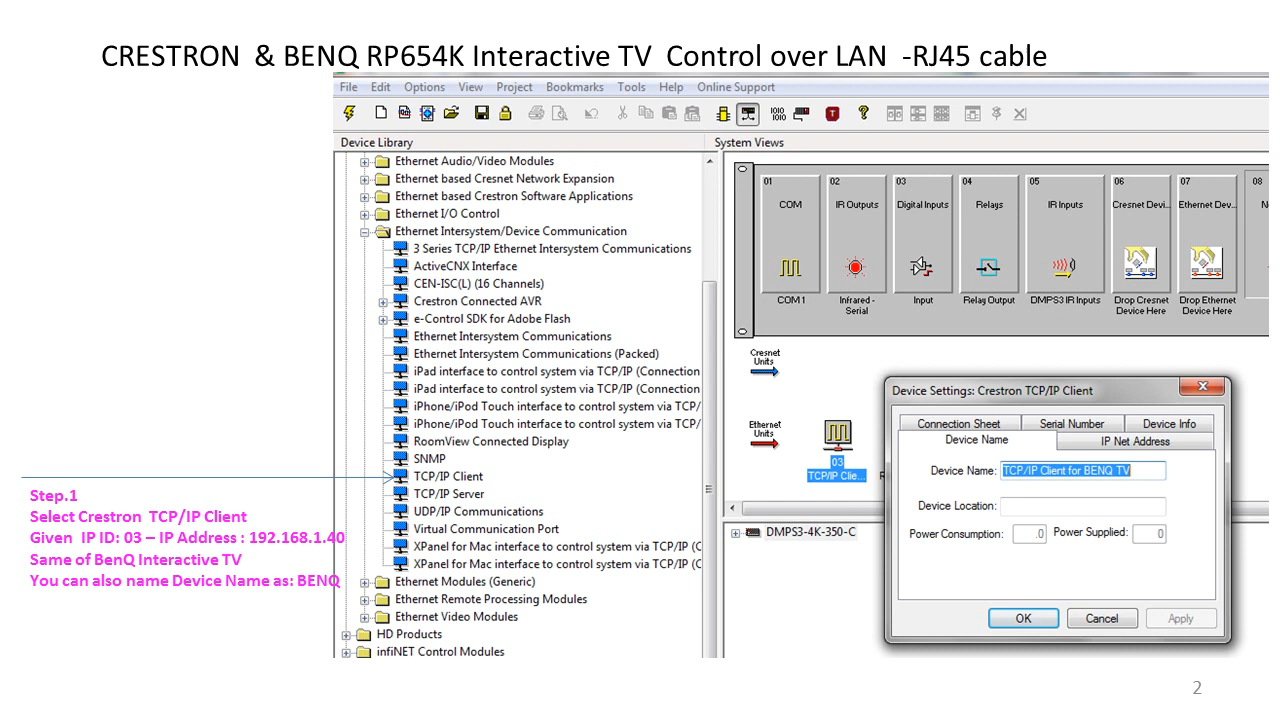 CRESTRON & BENQ RP654K Interactive TV Control over LAN -RJ45 cable
File Edit Options View Project Bookmarks Tools Help Online Support
Device Library
System Views
Ethernet Audio/Video Modules
Ethernet based Cresnet Network Expansion
Ethernet based Crestron Software Applications
Ethernet I/O Control
Ethernet Intersystem/Device Communication
3 Series TCP/IP Ethernet Intersystem Communications
ActiveCNX Interface
CEN-ISC(L) (16 Channels)
Crestron Connected AVR
e-Control SDK for Adobe Flash
Ethernet Intersystem Communications
Ethernet Intersystem Communications (Packed)
iPad interface to control system via TCP/IP (Connection
iPad interface to control system via TCP/IP (Connection
iPhone/iPod Touch interface to control system via TCP/
iPhone/iPod Touch interface to control system via TCP/
RoomView Connected Display
SNMP
TCP/IP Client
TCP/IP Server
UDP/IP Communications
Virtual Communication Port
XPanel for Mac interface to control system via TCP/IP (C
XPanel for Mac interface to control system via TCP/IP (C
Ethernet Modules (Generic)
Ethernet Remote Processing Modules
Ethernet Video Modules
HD Products
infiNET Control Modules
Step.1
Select Crestron TCP/IP Client
Given IP ID: 03 – IP Address : 192.168.1.40
Same of BenQ Interactive TV
You can also name Device Name as: BENQ
01 02 03 04 05 06 07 08
COM IR Outputs Digital Inputs Relays IR Inputs Cresnet Devi... Ethernet Dev...
COM 1 Infrared - Serial Input Relay Output DMPS3 IR Inputs Drop Cresnet Device Here Drop Ethernet Device Here
Cresnet
Units
Ethernet
Units
03
TCP/IP Clie...
DMPS3-4K-350-C
Device Settings: Crestron TCP/IP Client
Connection Sheet Serial Number Device Info
Device Name IP Net Address
Device Name: TCP/IP Client for BENQ TV
Device Location:
Power Consumption: .0 Power Supplied: 0
OK Cancel Apply
2